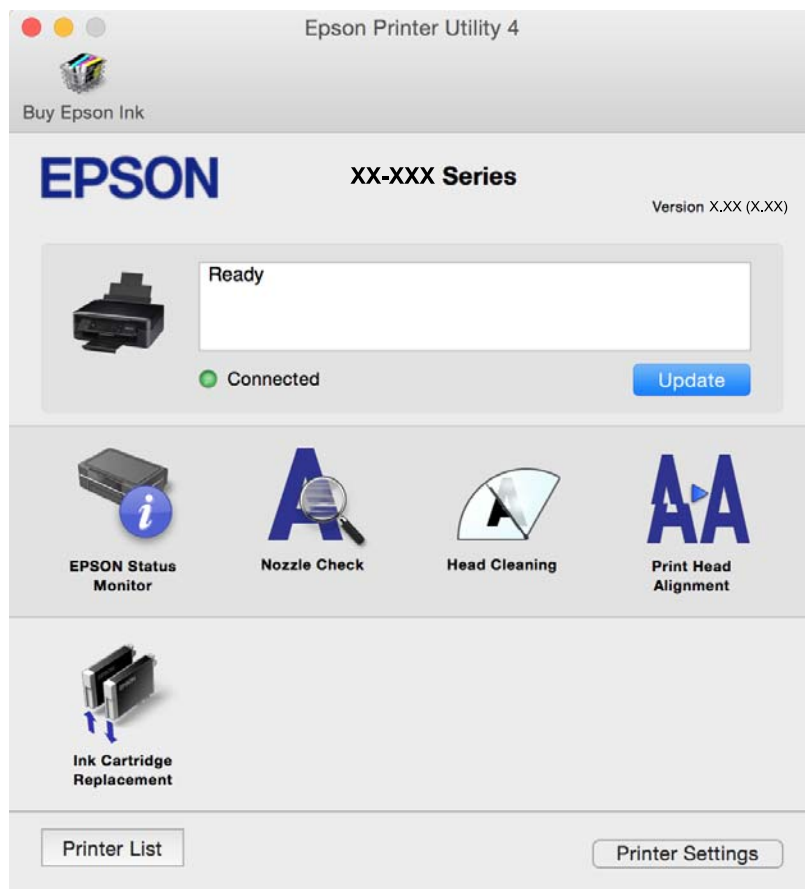 Epson Printer Utility 4
Buy Epson Ink
EPSON
XX-XXX Series
Version X.XX (X.XX)
Ready
Connected
Update
EPSON Status
Monitor
Nozzle Check
Head Cleaning
Print Head
Alignment
Ink Cartridge
Replacement
Printer List
Printer Settings